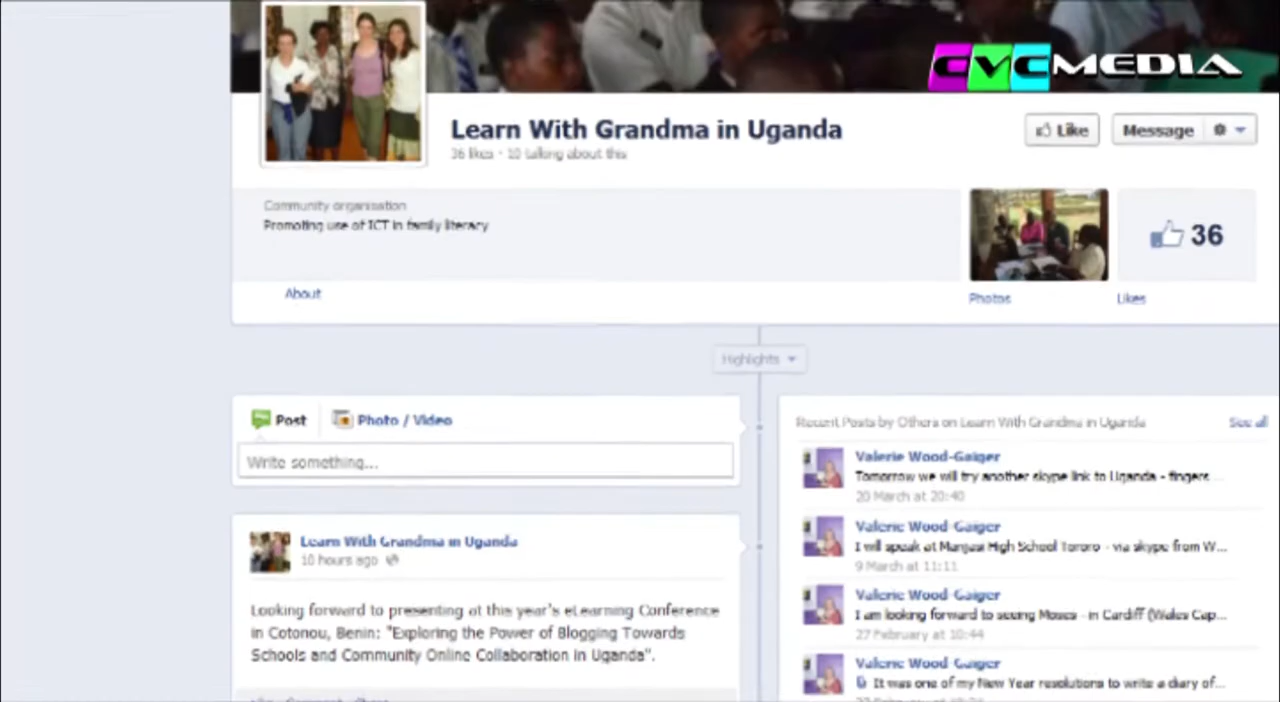 CVCMEDIA
Learn With Grandma in Uganda
36 likes · 10 talking about this
Like
Message
Community organisation
Promoting use of ICT in family literacy
36
About
Photos
Likes
Highlights
Post
Photo / Video
Write something...
Learn With Grandma in Uganda
10 hours ago
Looking forward to presenting at this year's eLearning Conference
in Cotonou, Benin: "Exploring the Power of Blogging Towards
Schools and Community Online Collaboration in Uganda".
Recent Posts by Others on Learn With Grandma in Uganda
See all
Valerie Wood-Gaiger
Tomorrow we will try another skype link to Uganda - fingers ...
20 March at 20:40
Valerie Wood-Gaiger
I will speak at Manjasi High School Tororo - via skype from W...
9 March at 11:11
Valerie Wood-Gaiger
I am looking forward to seeing Moses - in Cardiff (Wales Cap...
27 February at 10:44
Valerie Wood-Gaiger
It was one of my New Year resolutions to write a diary of...